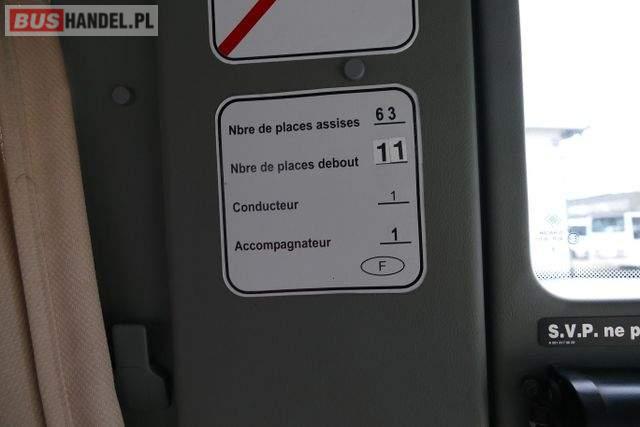 BUSHANDEL.PL
Nbre de places assises 63
Nbre de places debout 11
Conducteur 1
Accompagnateur 1
F
S.V.P. ne p